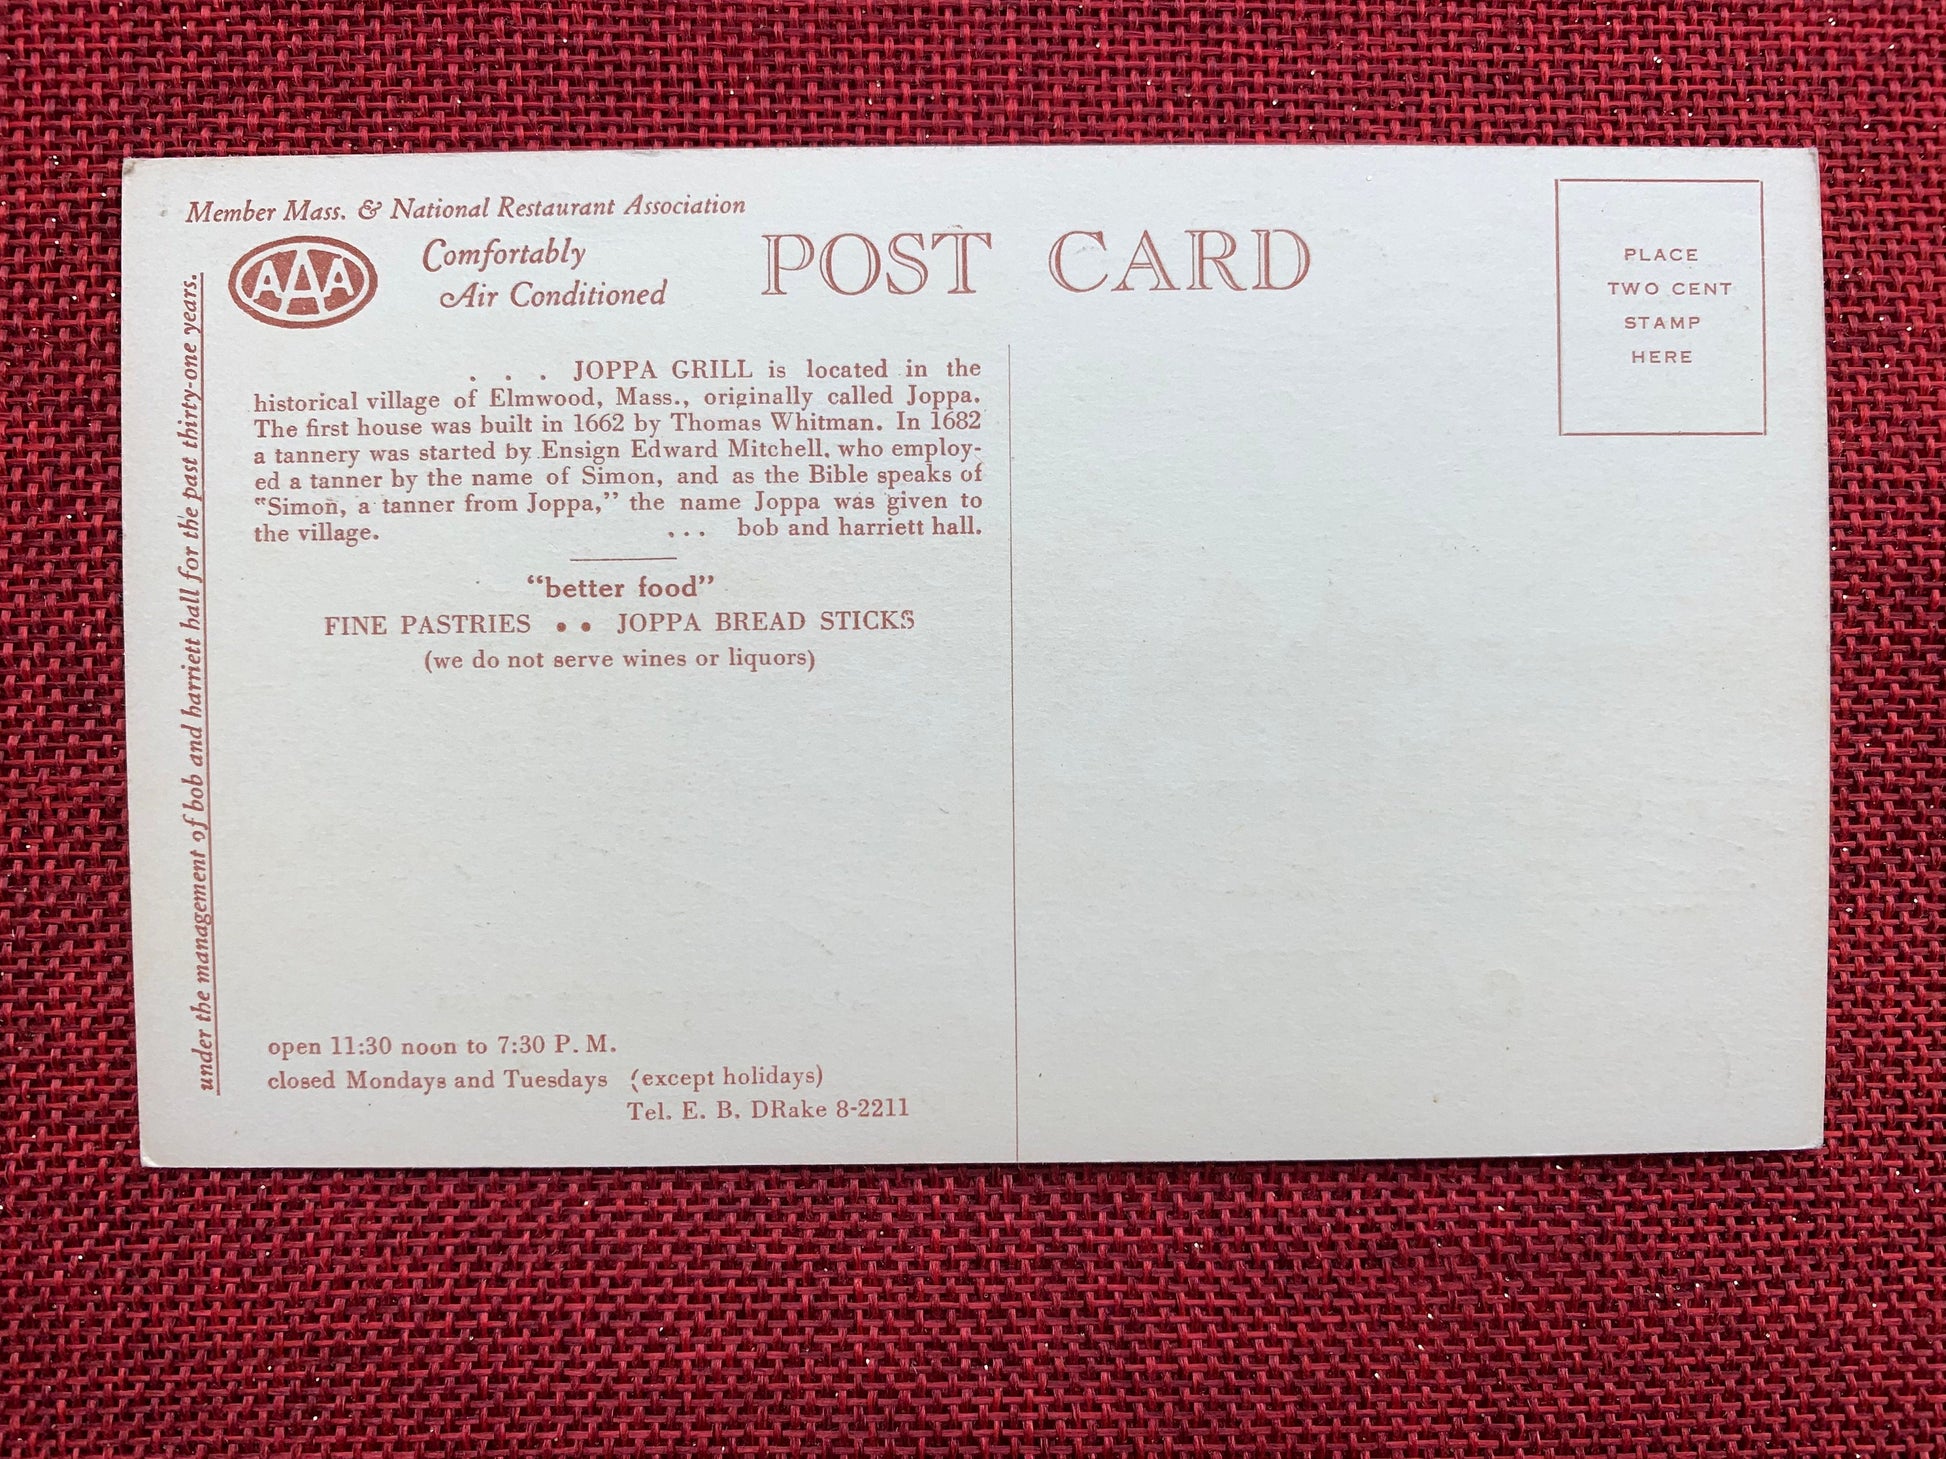 Member Mass. & National Restaurant Association
AAA
Comfortably
Air Conditioned
POST CARD
PLACE
TWO CENT
STAMP
HERE
under the management of bob and harriett hall for the past thirty-one years.
. . . JOPPA GRILL is located in the
historical village of Elmwood, Mass., originally called Joppa.
The first house was built in 1662 by Thomas Whitman. In 1682
a tannery was started by Ensign Edward Mitchell, who employ-
ed a tanner by the name of Simon, and as the Bible speaks of
"Simon, a tanner from Joppa," the name Joppa was given to
the village. ... bob and harriett hall.
"better food"
FINE PASTRIES • • JOPPA BREAD STICKS
(we do not serve wines or liquors)
open 11:30 noon to 7:30 P. M.
closed Mondays and Tuesdays (except holidays)
Tel. E. B. DRake 8-2211